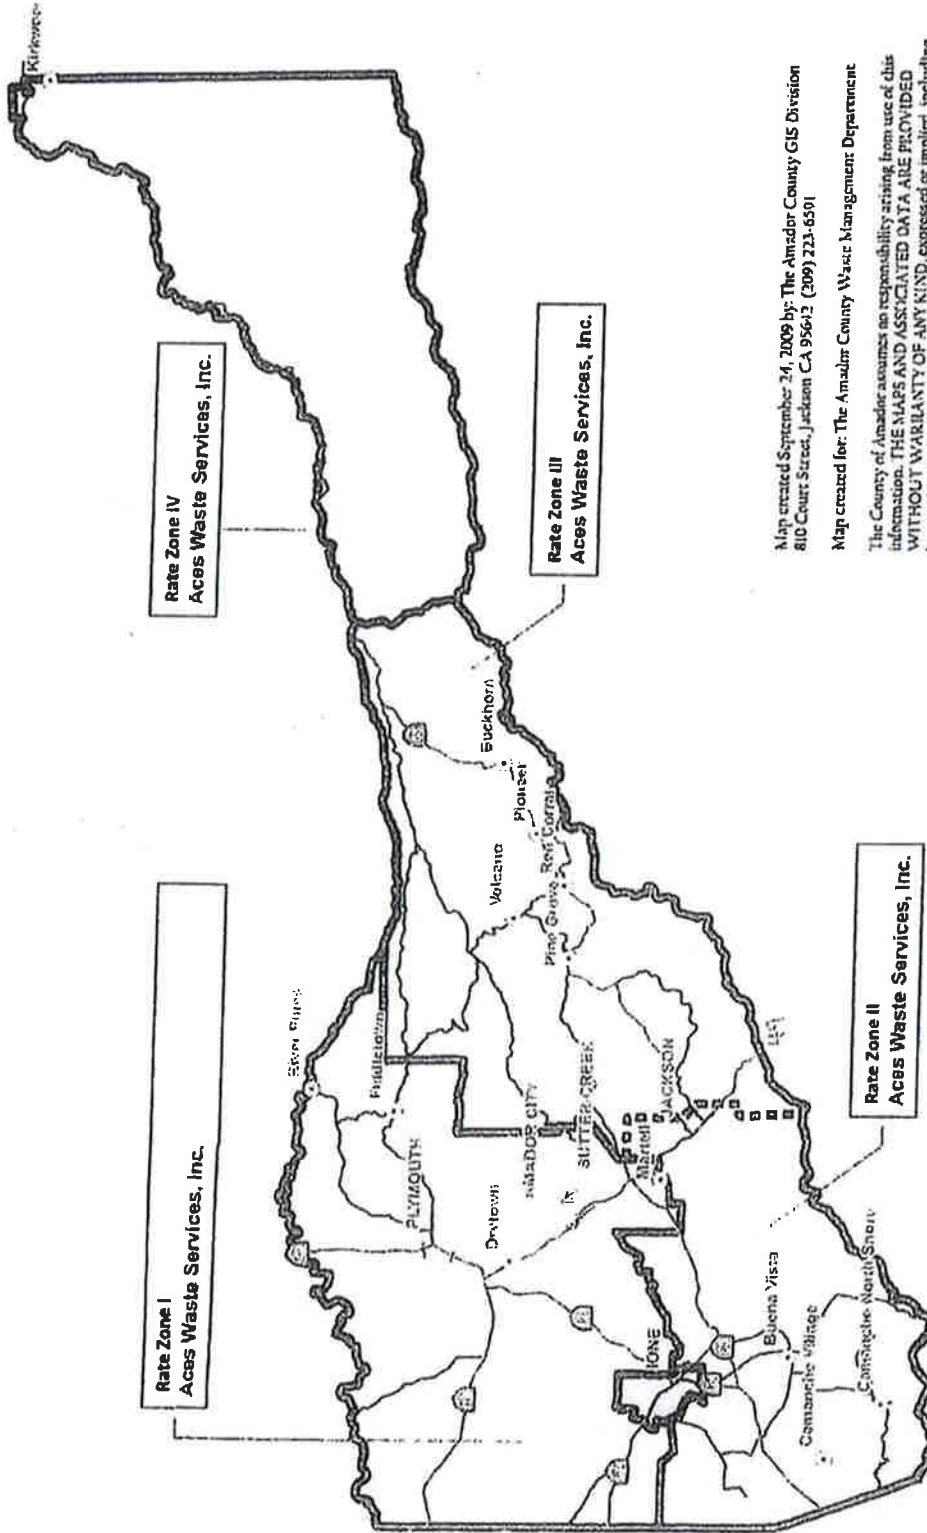 Rate Zone I
Aces Waste Services, Inc.
Rate Zone IV
Aces Waste Services, Inc.
Rate Zone III
Aces Waste Services, Inc.
Rate Zone II
Aces Waste Services, Inc.
Kirkwood
River Pines
Fiddletown
PLYMOUTH
Drytown
AMADOR CITY
SUTTER CREEK
Martell
JACKSON
IONE
Buena Vista
Comanche Village
Camanche North Shore
Volcano
Pine Grove
Red Corral
Pioneer
Buckhorn
Map created September 24, 2009 by: The Amador County GIS Division
810 Court Street, Jackson CA 95642 (209) 223-6501
Map created for: The Amador County Waste Management Department
The County of Amador assumes no responsibility arising from use of this
information. THE MAPS AND ASSOCIATED DATA ARE PROVIDED
WITHOUT WARRANTY OF ANY KIND, expressed or implied, including